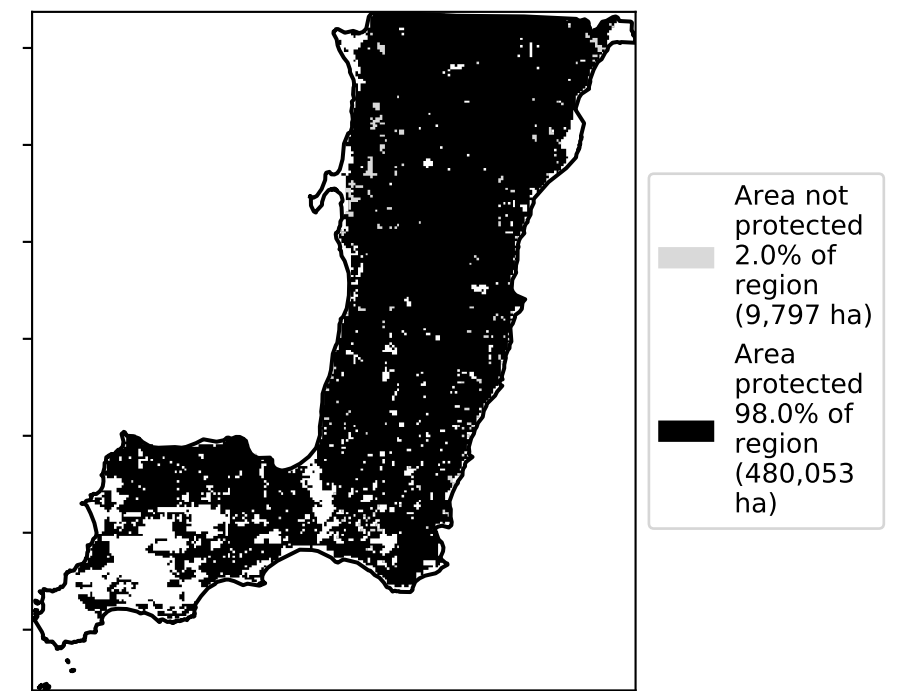 Area not
protected
2.0% of
region
(9,797 ha)
Area
protected
98.0% of
region
(480,053
ha)